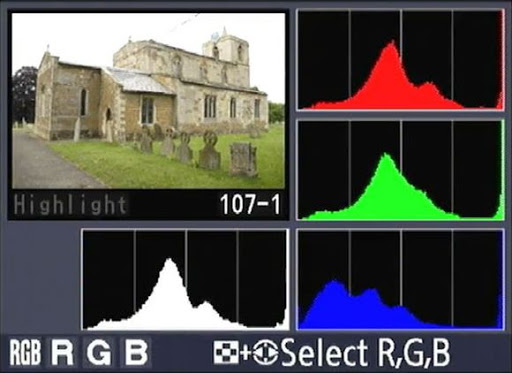 Highlight 107-1
RGB R G B + Select R,G,B